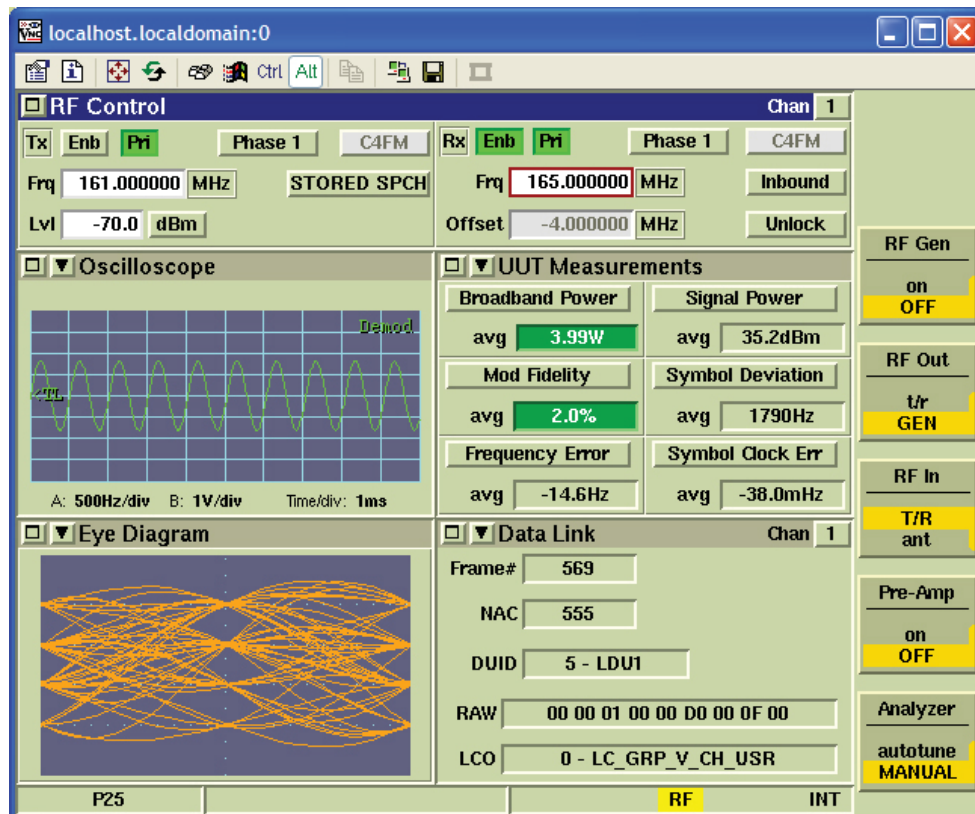 VNC localhost.localdomain:0
Ctrl Alt
RF Control Chan 1
Tx Enb Pri Phase 1 C4FM
Frq 161.000000 MHz STORED SPCH
Lvl -70.0 dBm
Rx Enb Pri Phase 1 C4FM
Frq 165.000000 MHz Inbound
Offset -4.000000 MHz Unlock
Oscilloscope
Demod
<TL
A: 500Hz/div B: 1V/div Time/div: 1ms
UUT Measurements
Broadband Power Signal Power
avg 3.99W avg 35.2dBm
Mod Fidelity Symbol Deviation
avg 2.0% avg 1790Hz
Frequency Error Symbol Clock Err
avg -14.6Hz avg -38.0mHz
Eye Diagram
Data Link Chan 1
Frame# 569
NAC 555
DUID 5 - LDU1
RAW 00 00 01 00 00 D0 00 0F 00
LCO 0 - LC_GRP_V_CH_USR
RF Gen
on
OFF
RF Out
t/r
GEN
RF In
T/R
ant
Pre-Amp
on
OFF
Analyzer
autotune
MANUAL
P25 RF INT